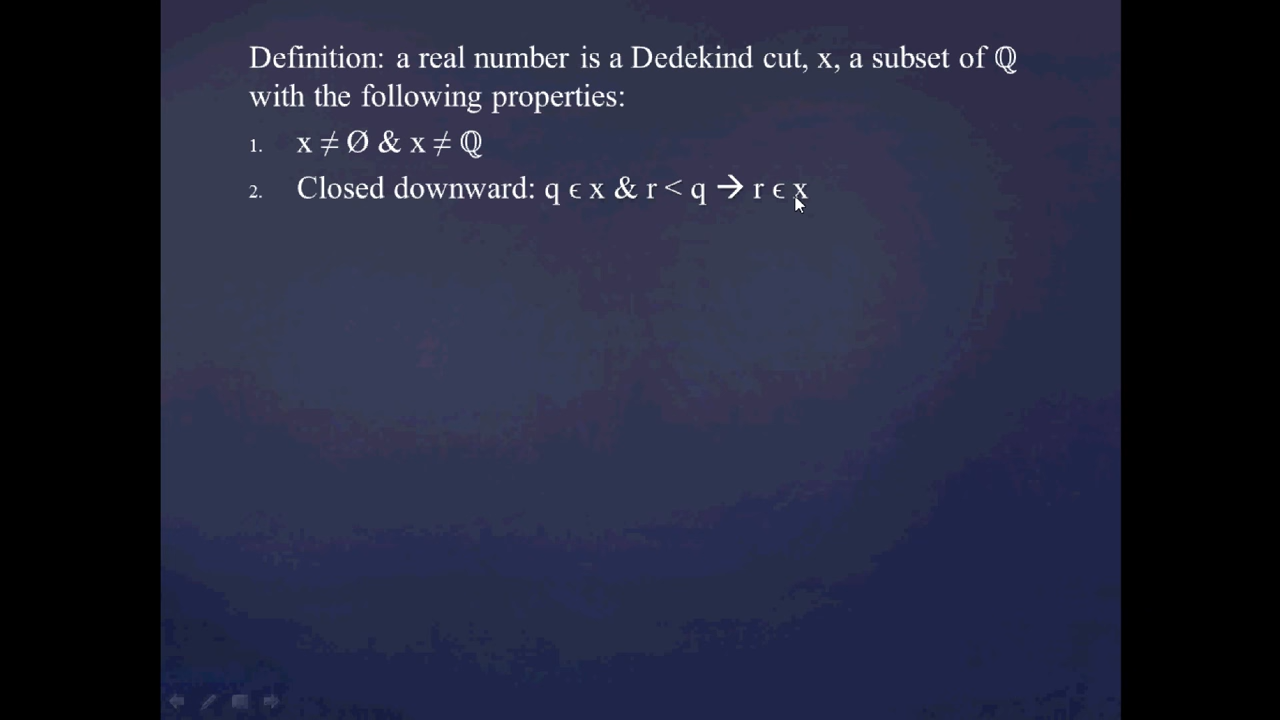 Definition: a real number is a Dedekind cut, x, a subset of ℚ
with the following properties:
1. x ≠ Ø & x ≠ ℚ
2. Closed downward: q ϵ x & r < q → r ϵ x